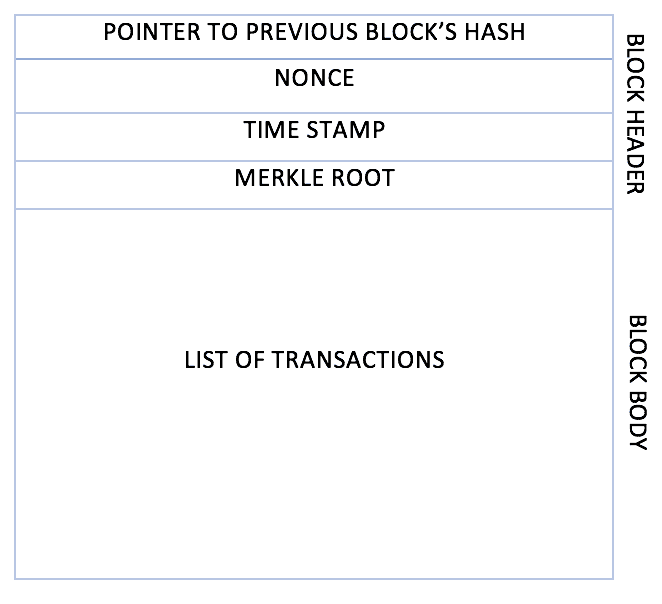 POINTER TO PREVIOUS BLOCK’S HASH
NONCE
TIME STAMP
MERKLE ROOT
BLOCK HEADER
LIST OF TRANSACTIONS
BLOCK BODY